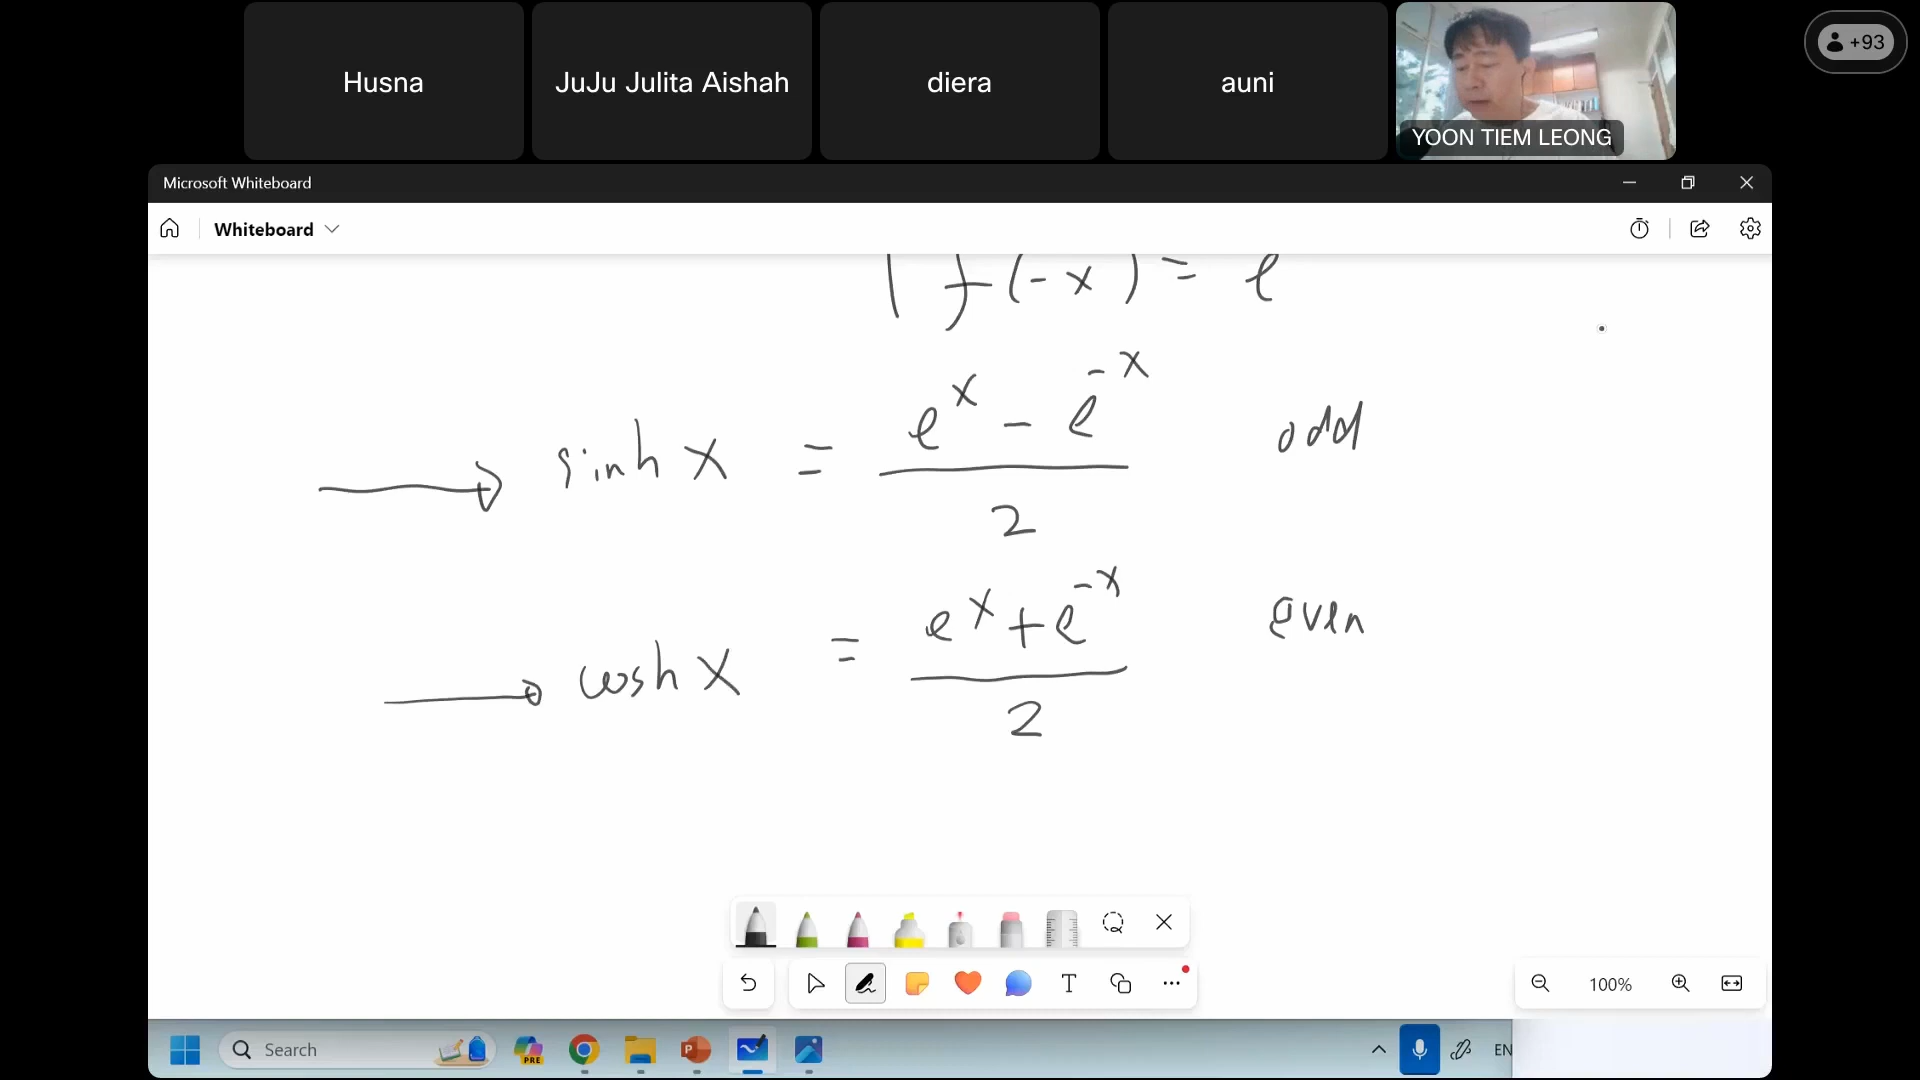 Husna
JuJu Julita Aishah
diera
auni
YOON TIEM LEONG
+93
Microsoft Whiteboard
Whiteboard
f(-x) = e
sinh x = (e^x - e^-x)/2 odd
cosh x = (e^x + e^-x)/2 even
T
100%
Search
PRE
P
EN